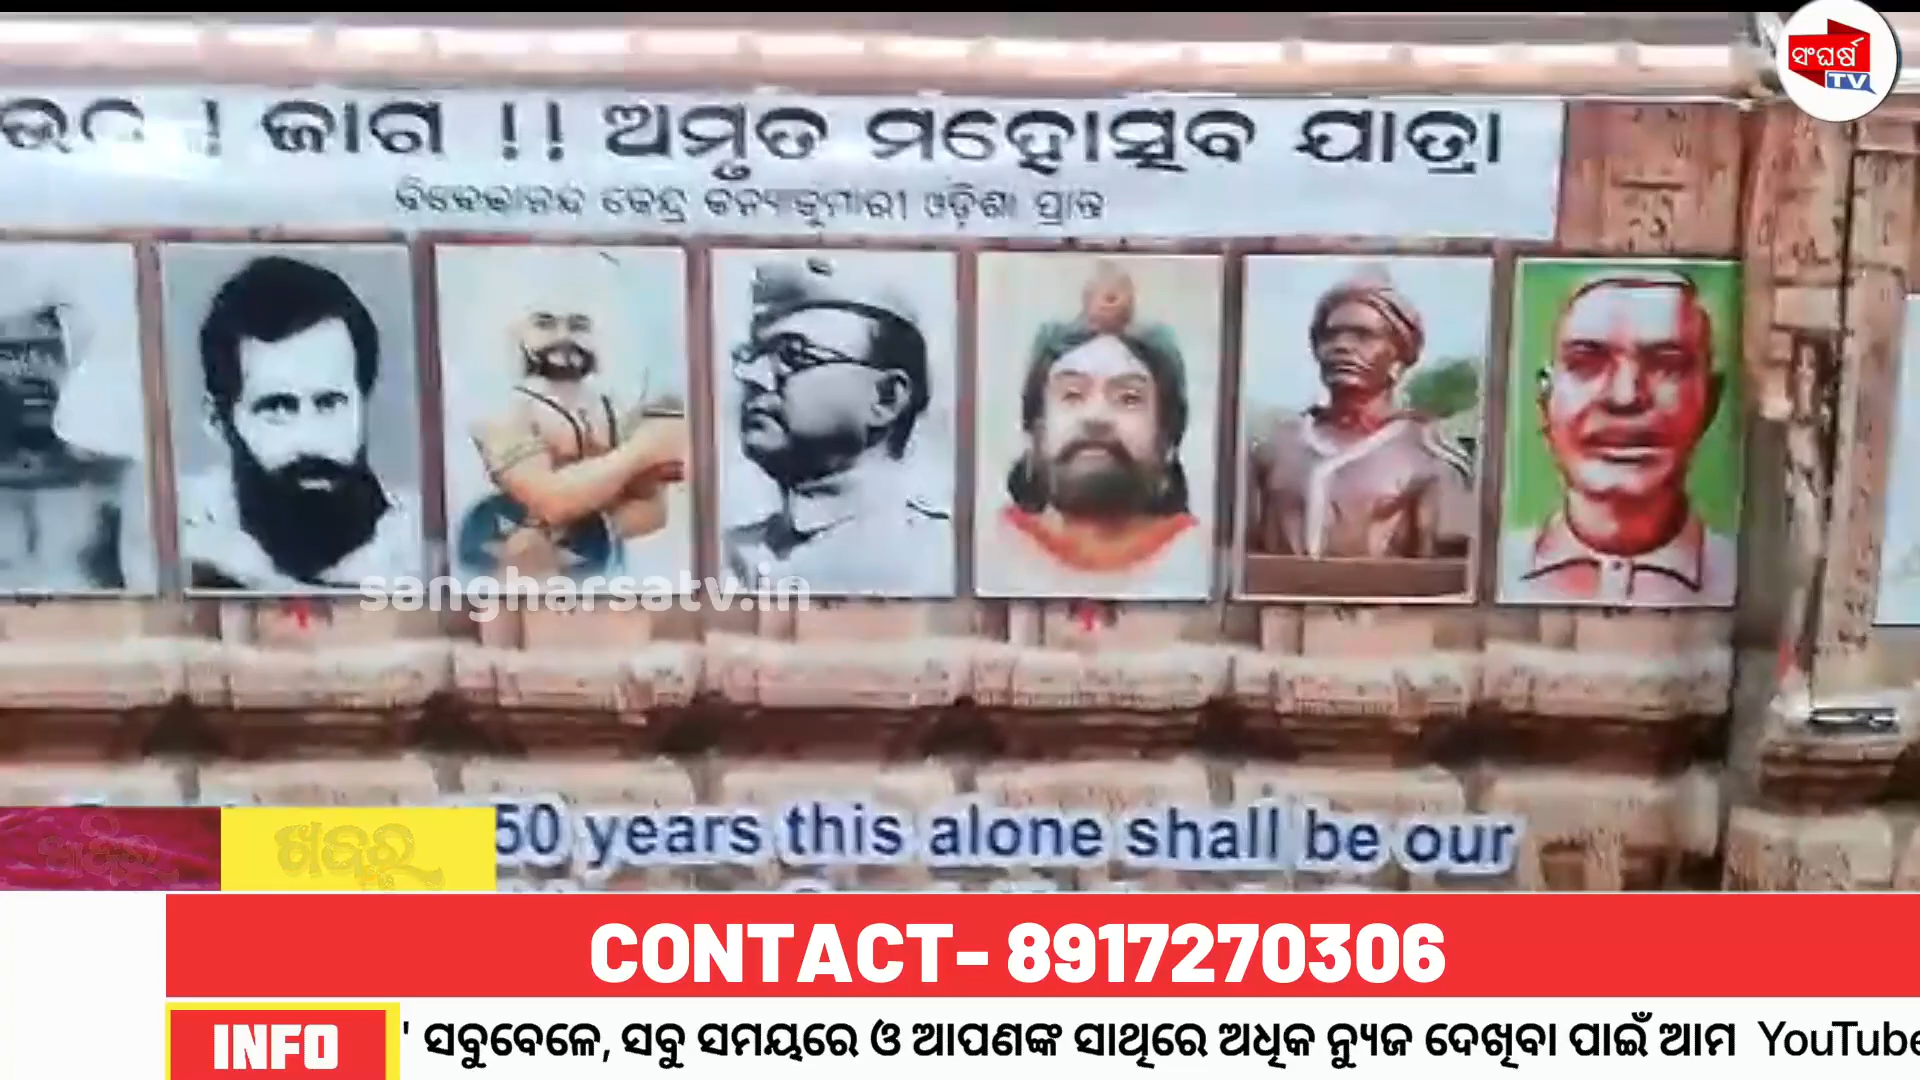 ସଂଘର୍ଷ
TV
! ଜାଗ !! ଅମୃତ ମହୋତ୍ସବ ଯାତ୍ରା
ବିବେକାନନ୍ଦ କେନ୍ଦ୍ର କନ୍ୟାକୁମାରୀ ଓଡ଼ିଶା ପ୍ରାନ୍ତ
sangharsatv.in
ଖବର
50 years this alone shall be our
CONTACT- 8917270306
INFO
' ସବୁବେଳେ, ସବୁ ସମୟରେ ଓ ଆପଣଙ୍କ ସାଥିରେ ଅଧିକ ନ୍ୟୁଜ ଦେଖିବା ପାଇଁ ଆମ YouTube